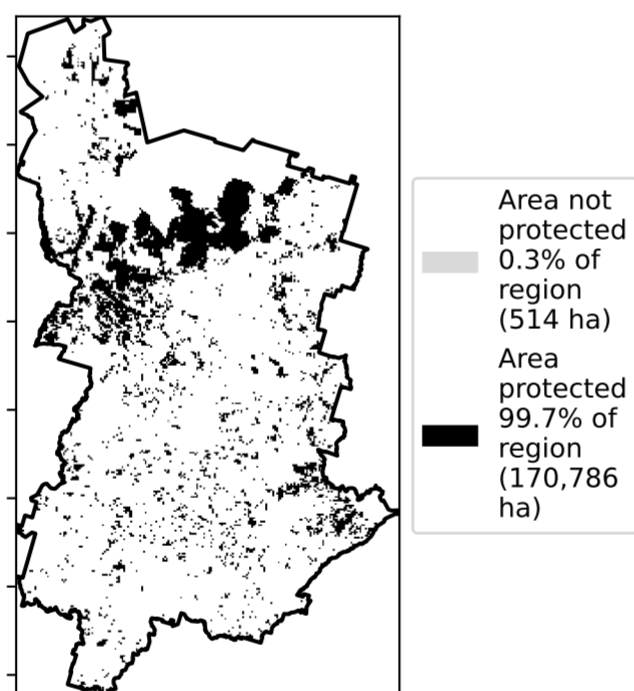 Area not
protected
0.3% of
region
(514 ha)
Area
protected
99.7% of
region
(170,786
ha)